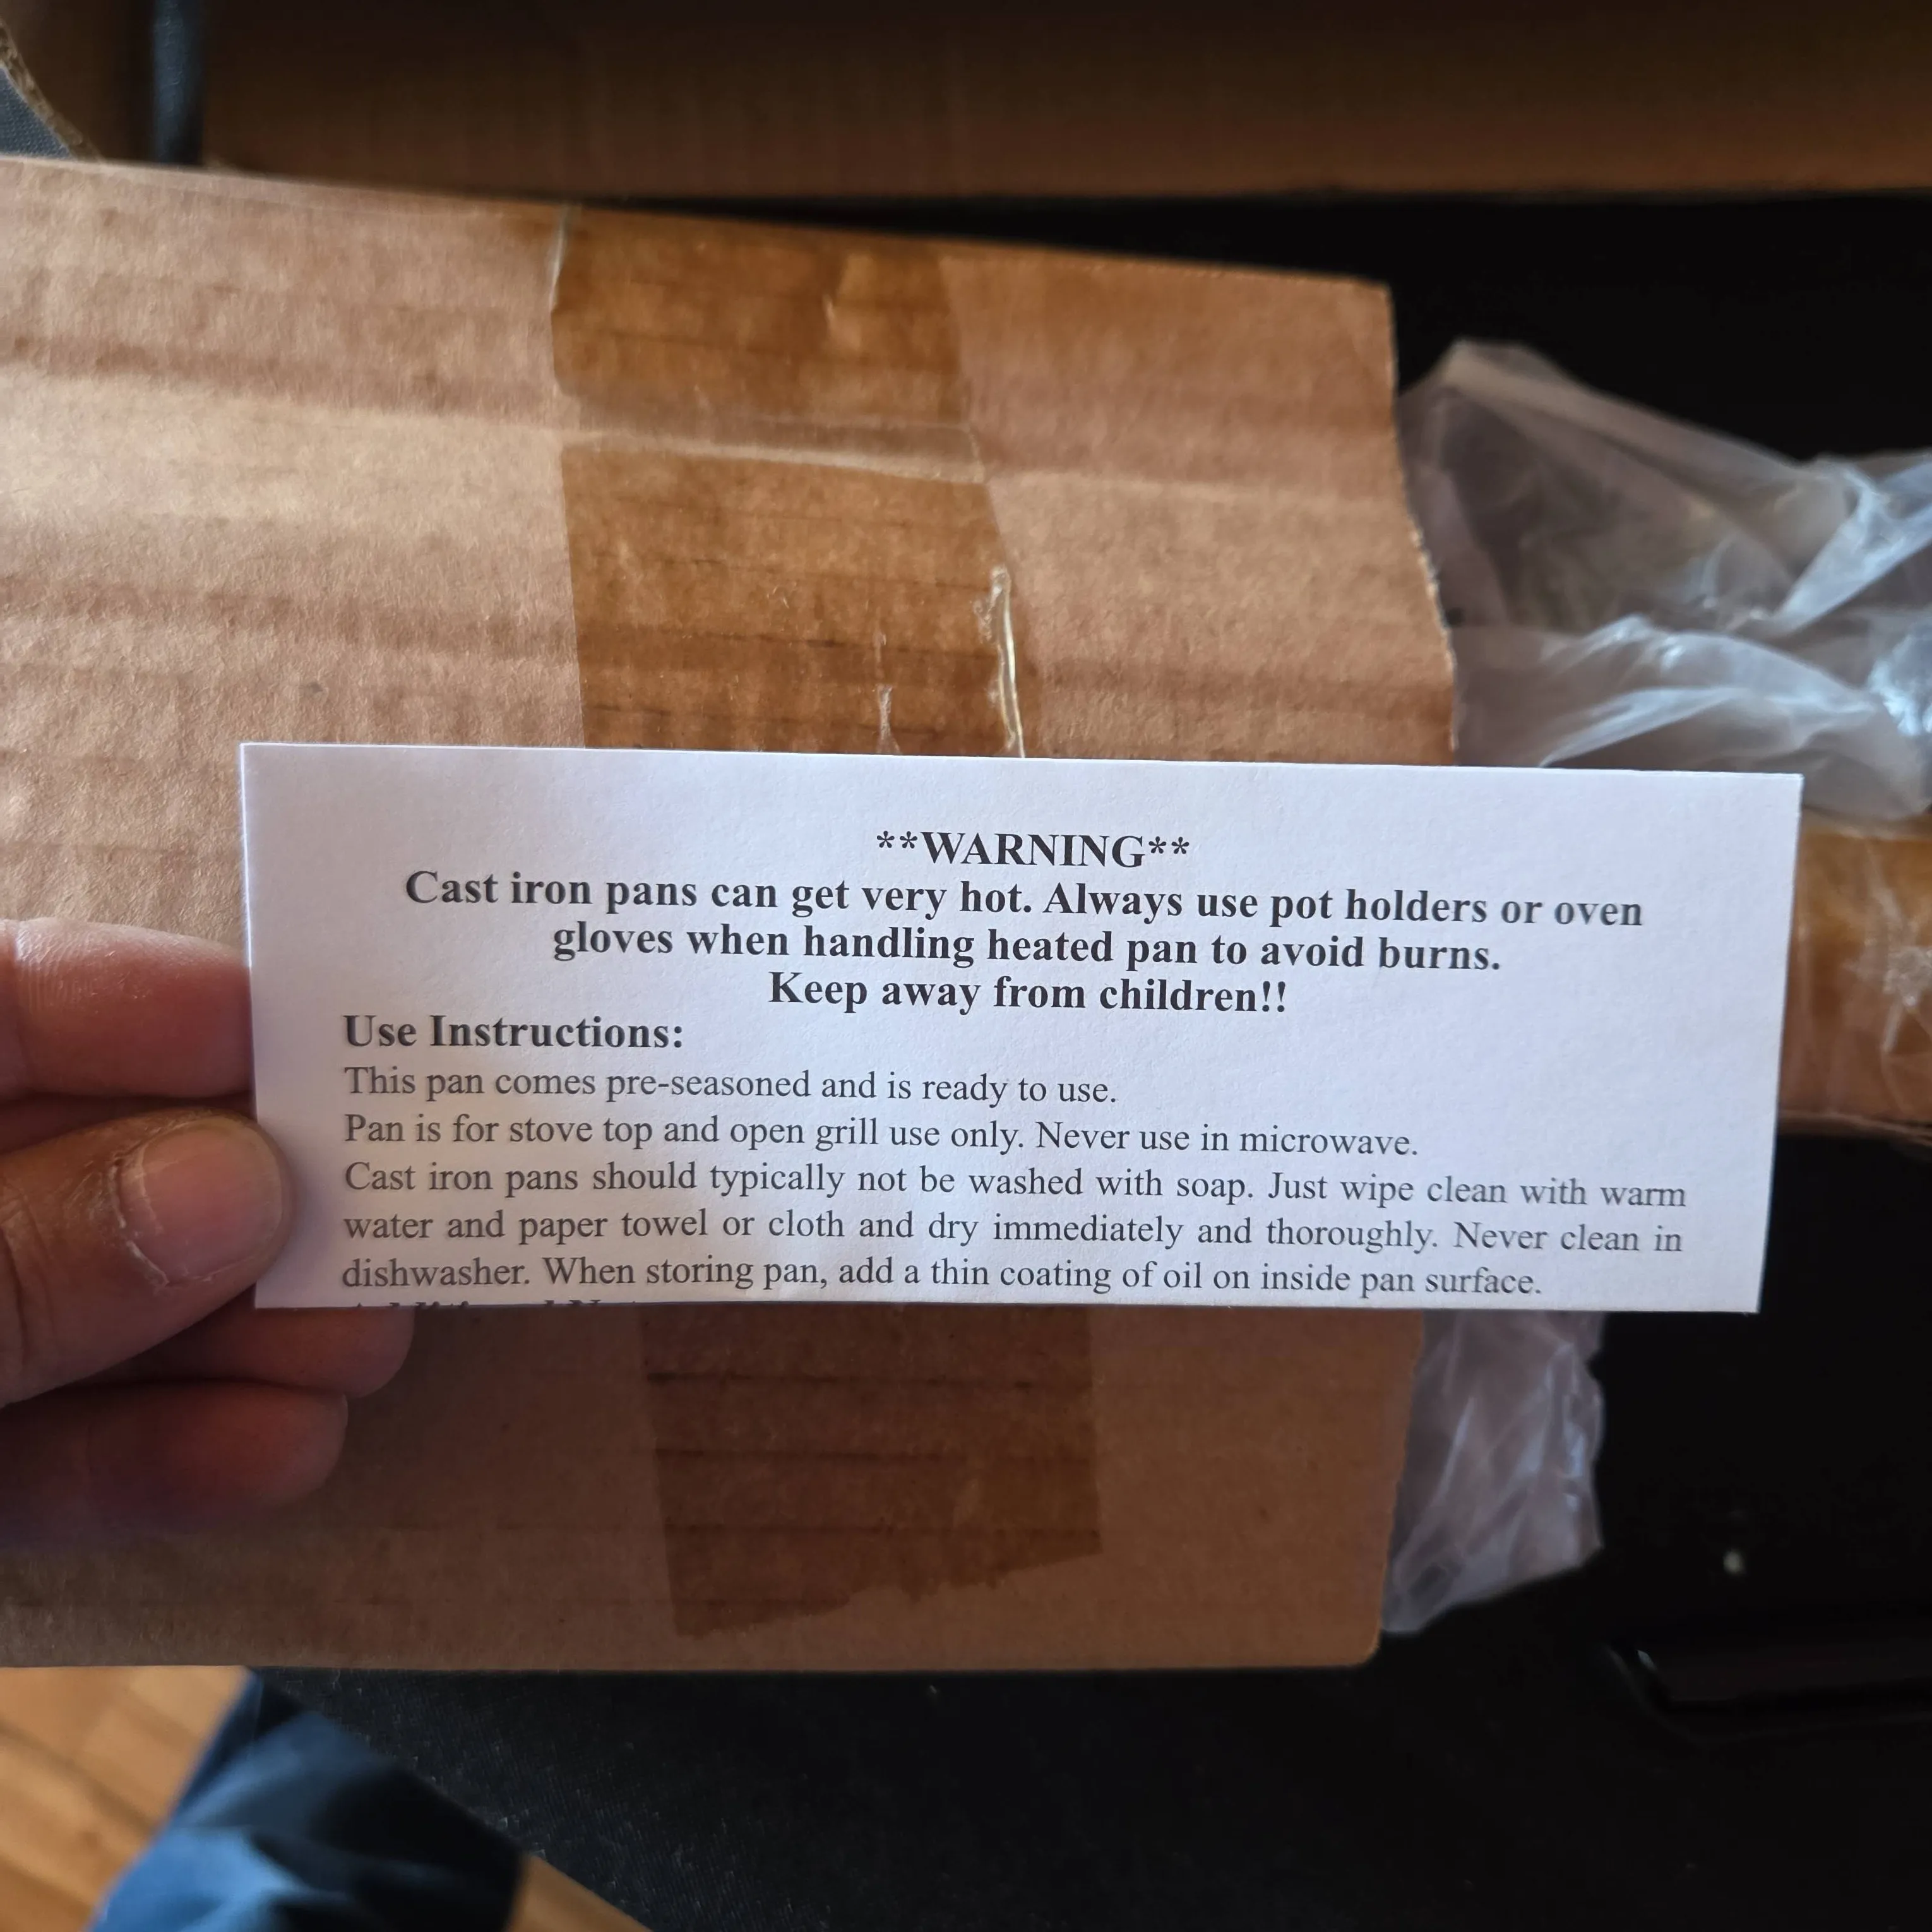 **WARNING**
Cast iron pans can get very hot. Always use pot holders or oven
gloves when handling heated pan to avoid burns.
Keep away from children!!
Use Instructions:
This pan comes pre-seasoned and is ready to use.
Pan is for stove top and open grill use only. Never use in microwave.
Cast iron pans should typically not be washed with soap. Just wipe clean with warm
water and paper towel or cloth and dry immediately and thoroughly. Never clean in
dishwasher. When storing pan, add a thin coating of oil on inside pan surface.